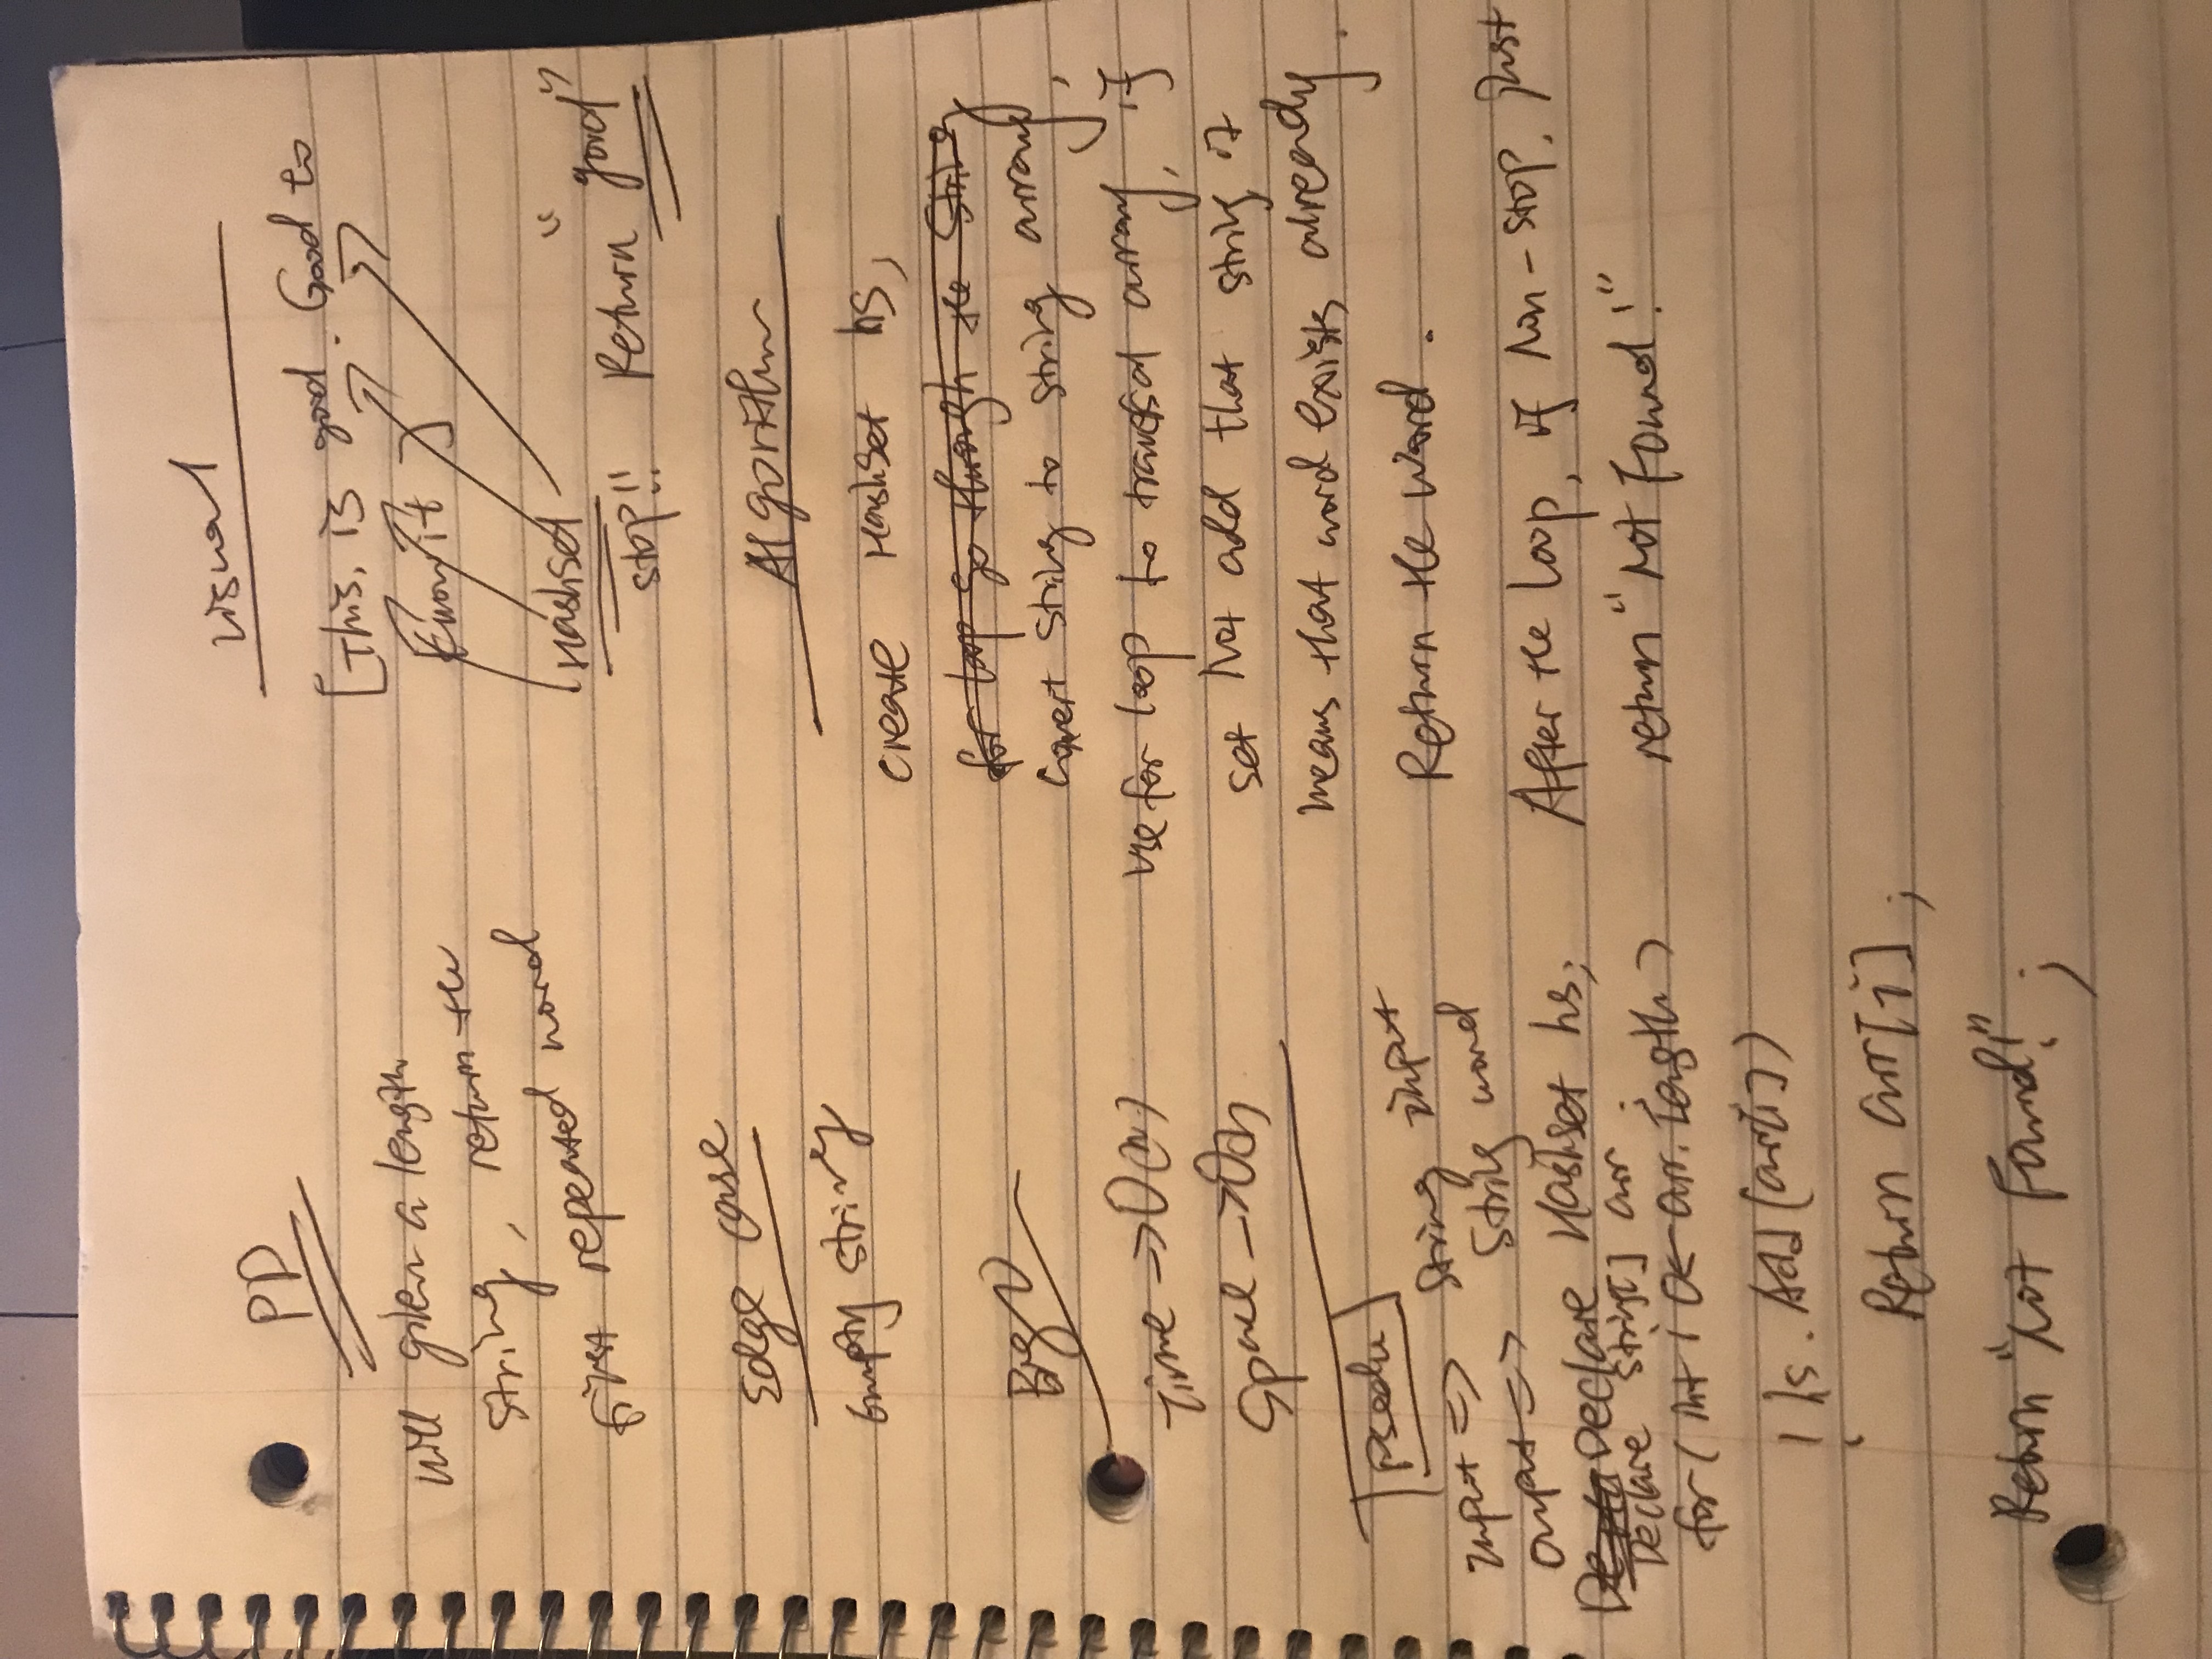 PD
will given a length
string, return the
first repeated word
Edge case
Empty string
Big O
Time -> O(n)
Space -> O(n)
Psedu
Input => String input
Output => String word
Declare Hashset hs;
Declare String[] arr;
for (int i 0 <- arr.length)
!hs.Add(arr[i])
Return arr[i];
Return "Not Found!";
Visual
[This, is good. Good to
know it]
HashSet
stop!! Return "good"
Algorithm
create HashSet hs,
for loop go through the string
covert string to string array,
use for loop to traversal array, if
set Not add that string, it
means that word exists already.
Return the word.
After the loop, if non-stop, just
return "Not Found!"